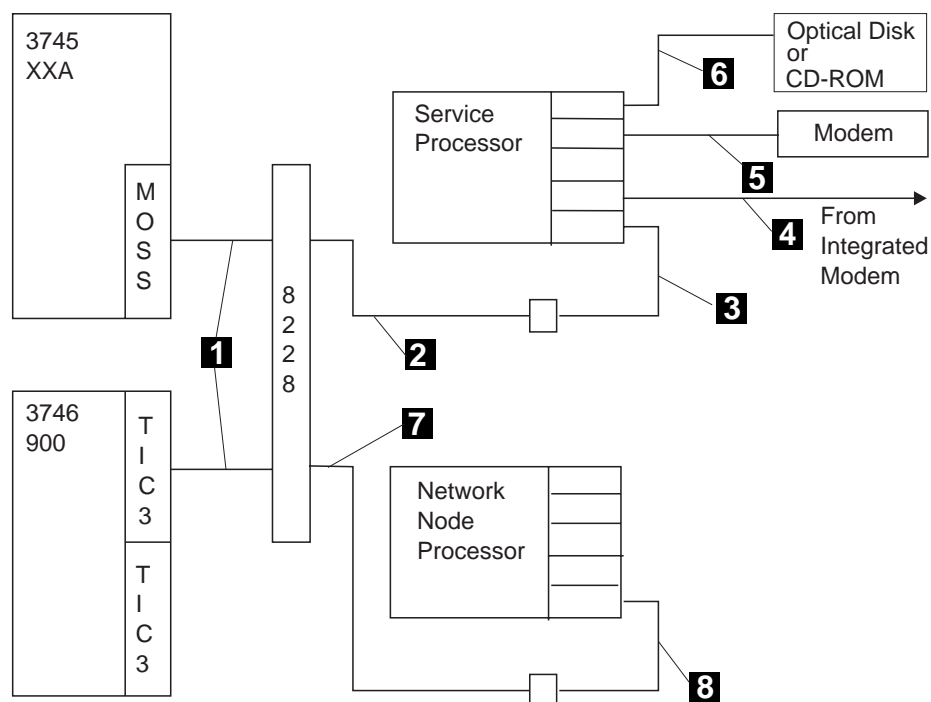 3745
XXA
M
O
S
S
1
8
2
2
8
3746
900
T
I
C
3
T
I
C
3
Service
Processor
6
Optical Disk
or
CD-ROM
5
Modem
4
From
Integrated
Modem
3
2
7
Network
Node
Processor
8